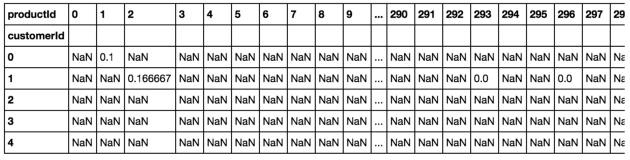 productId 0 1 2 3 4 5 6 7 8 9 ... 290 291 292 293 294 295 296 297 29
customerId
0 NaN 0.1 NaN NaN NaN NaN NaN NaN NaN NaN ... NaN NaN NaN NaN NaN NaN NaN NaN Na
1 NaN NaN 0.166667 NaN NaN NaN NaN NaN NaN NaN ... NaN NaN NaN 0.0 NaN NaN 0.0 NaN Na
2 NaN NaN NaN NaN NaN NaN NaN NaN NaN NaN ... NaN NaN NaN NaN NaN NaN NaN NaN Na
3 NaN NaN NaN NaN NaN NaN NaN NaN NaN NaN ... NaN NaN NaN NaN NaN NaN NaN NaN Na
4 NaN NaN NaN NaN NaN NaN NaN NaN NaN NaN ... NaN NaN NaN NaN NaN NaN NaN NaN Na